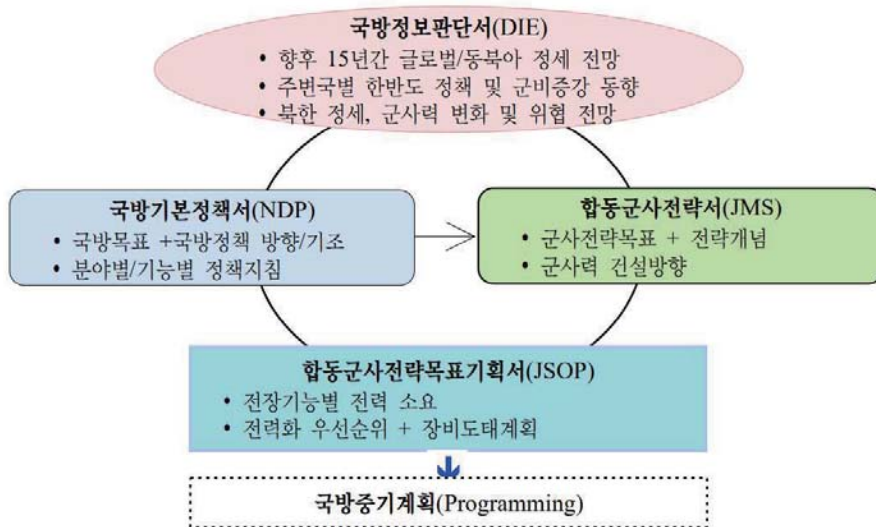 국방정보판단서(DIE)
• 향후 15년간 글로벌/동북아 정세 전망
• 주변국별 한반도 정책 및 군비증강 동향
• 북한 정세, 군사력 변화 및 위협 전망
국방기본정책서(NDP)
• 국방목표 +국방정책 방향/기조
• 분야별/기능별 정책지침
합동군사전략서(JMS)
• 군사전략목표 + 전략개념
• 군사력 건설방향
합동군사전략목표기획서(JSOP)
• 전장기능별 전력 소요
• 전력화 우선순위 + 장비도태계획
국방중기계획(Programming)